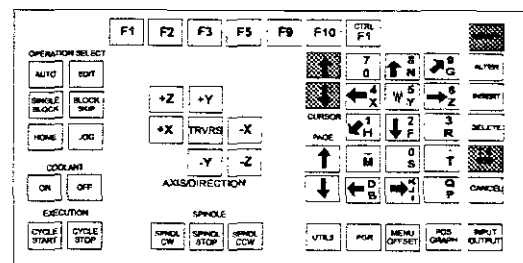 F1 F2 F3 F5 F9 F10 CTRL F1
OPERATION SELECT
AUTO EDIT
SINGLE BLOCK BLOCK SKIP
HOME JOG
COOLANT
ON OFF
EXECUTION
CYCLE START CYCLE STOP
+Z +Y
+X TRVRS -X
-Y -Z
AXIS/DIRECTION
SPINDLE
SPNDL CW SPNDL STOP SPNDL CCW
CURSOR
PAGE
7 O 8 N 9 G
4 X 5 Y 6 Z
1 H 2 F 3 R
- M 0 S . T
D B K J I Q P
ALTER
INSERT
DELETE
CANCEL
UTILS PGR MENU OFFSET POS GRAPH INPUT OUTPUT